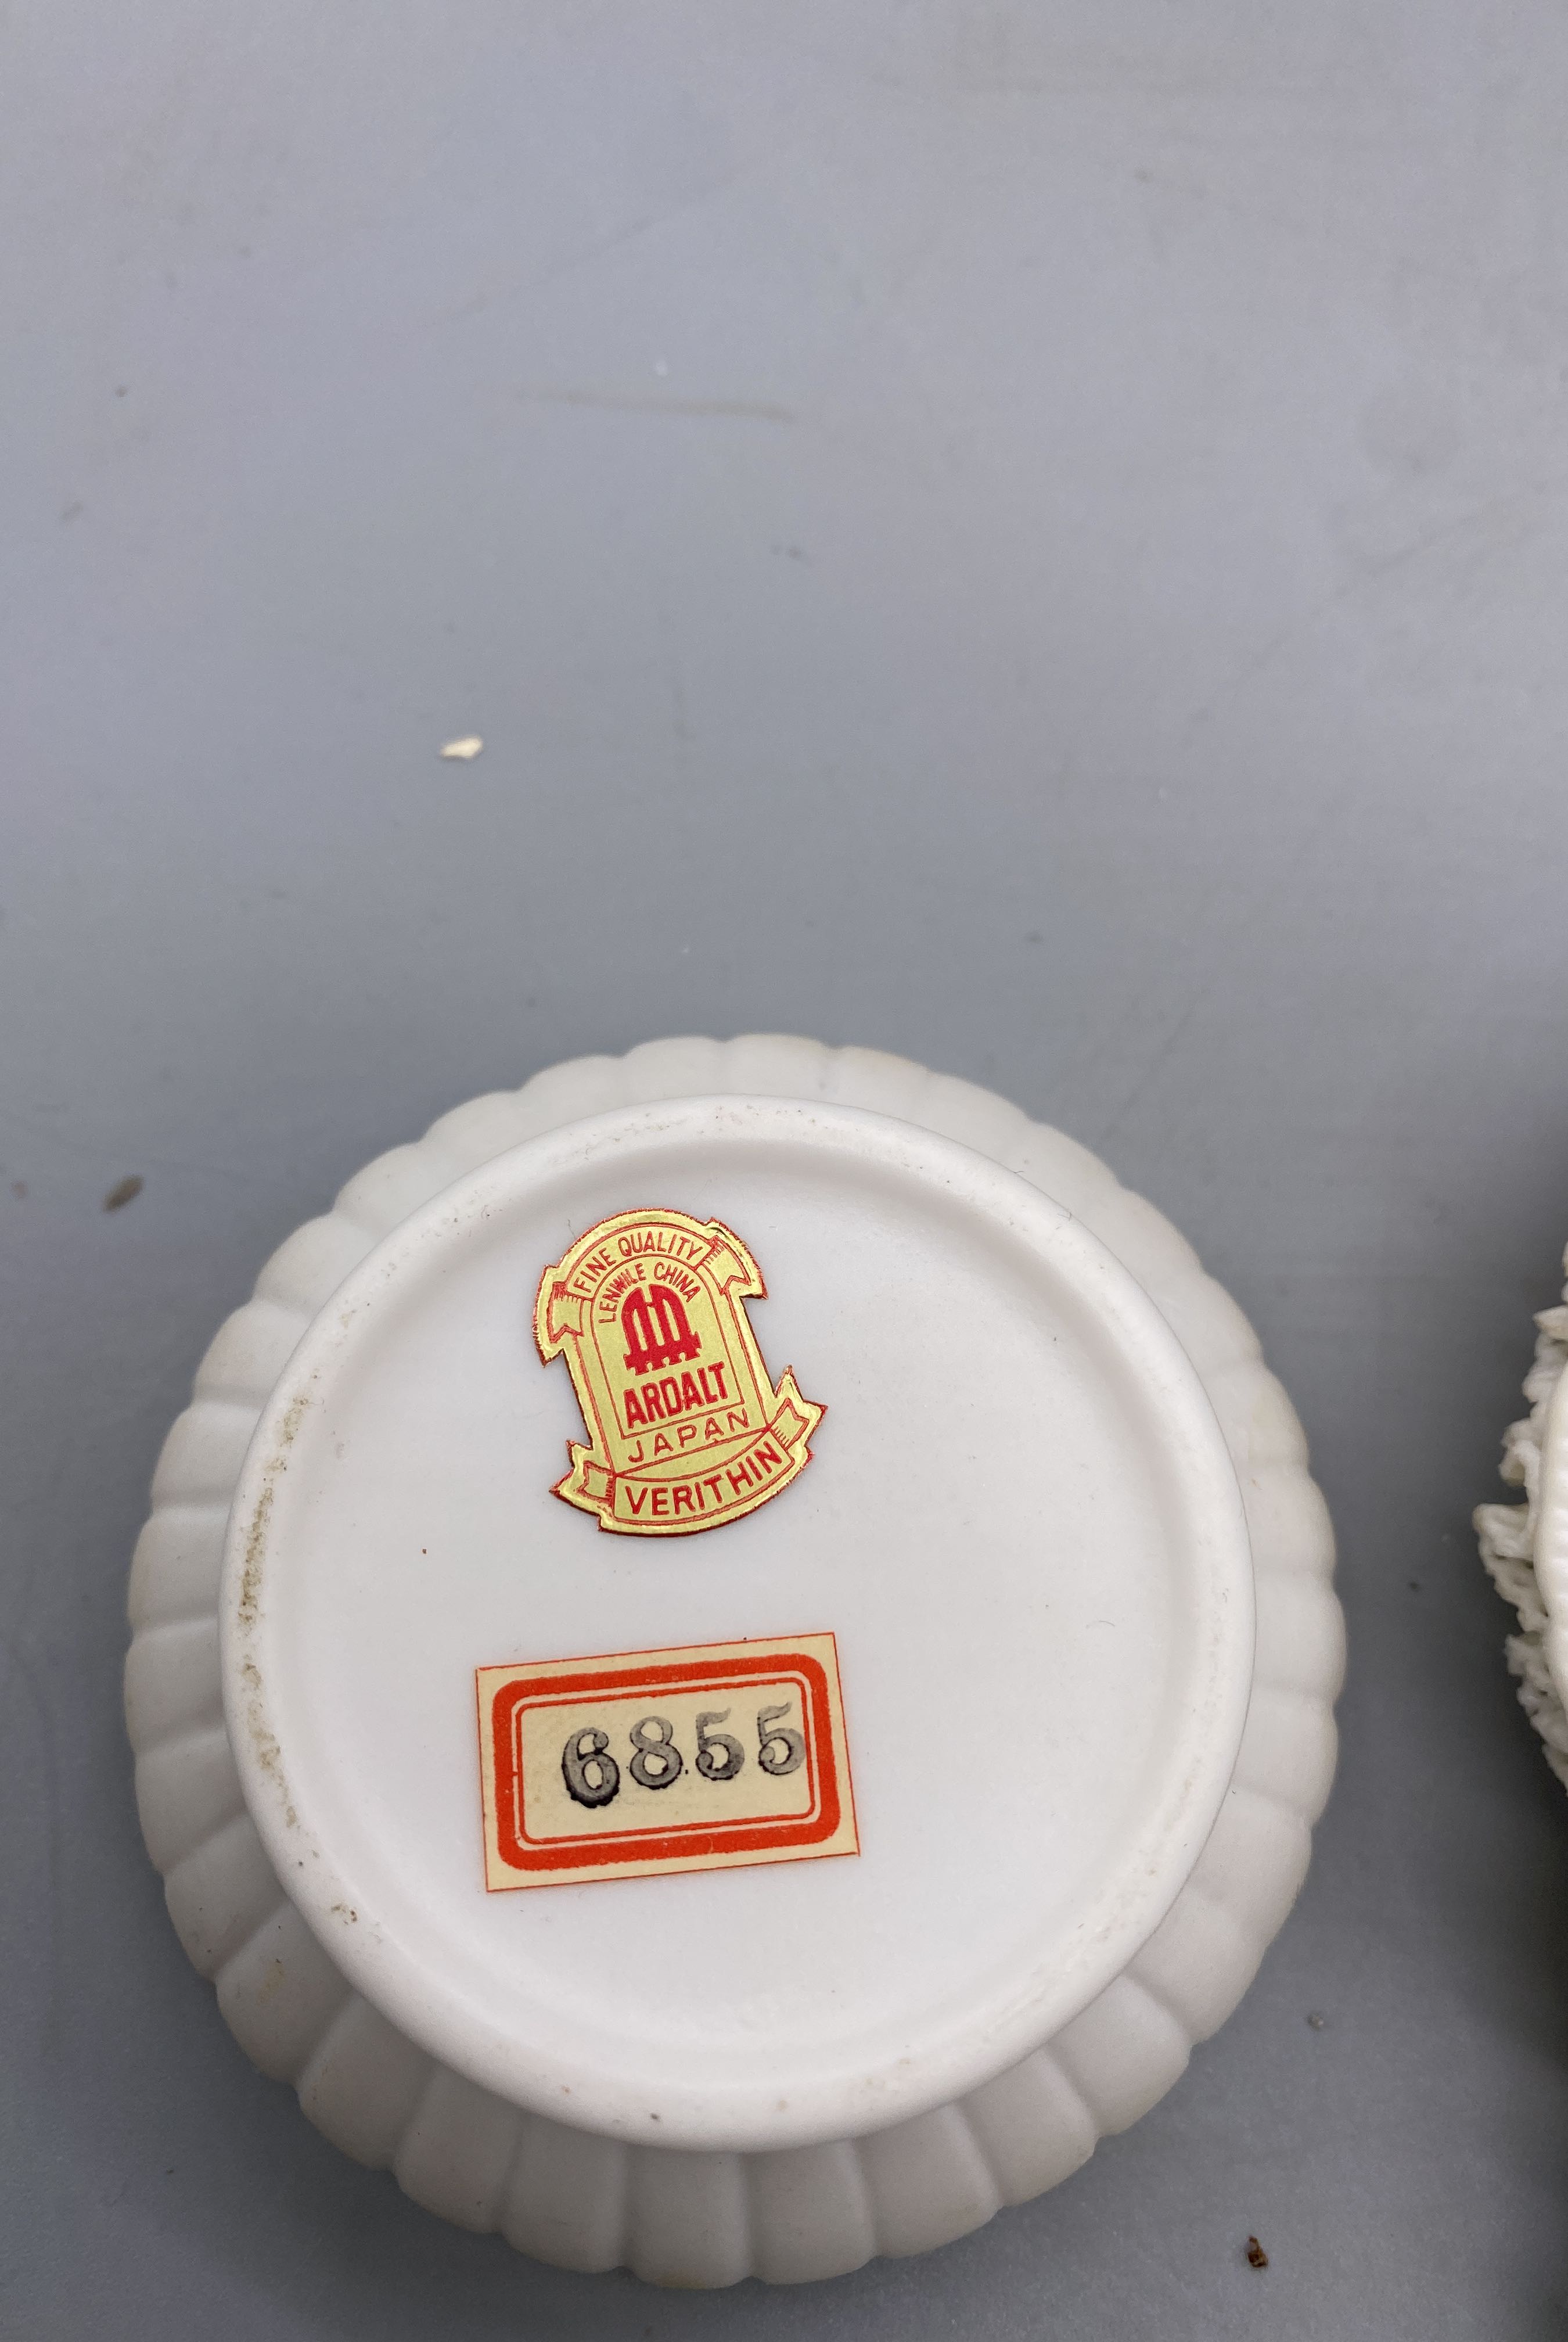 FINE QUALITY
LENWILE CHINA
ARDALT
JAPAN
VERITHIN
6855